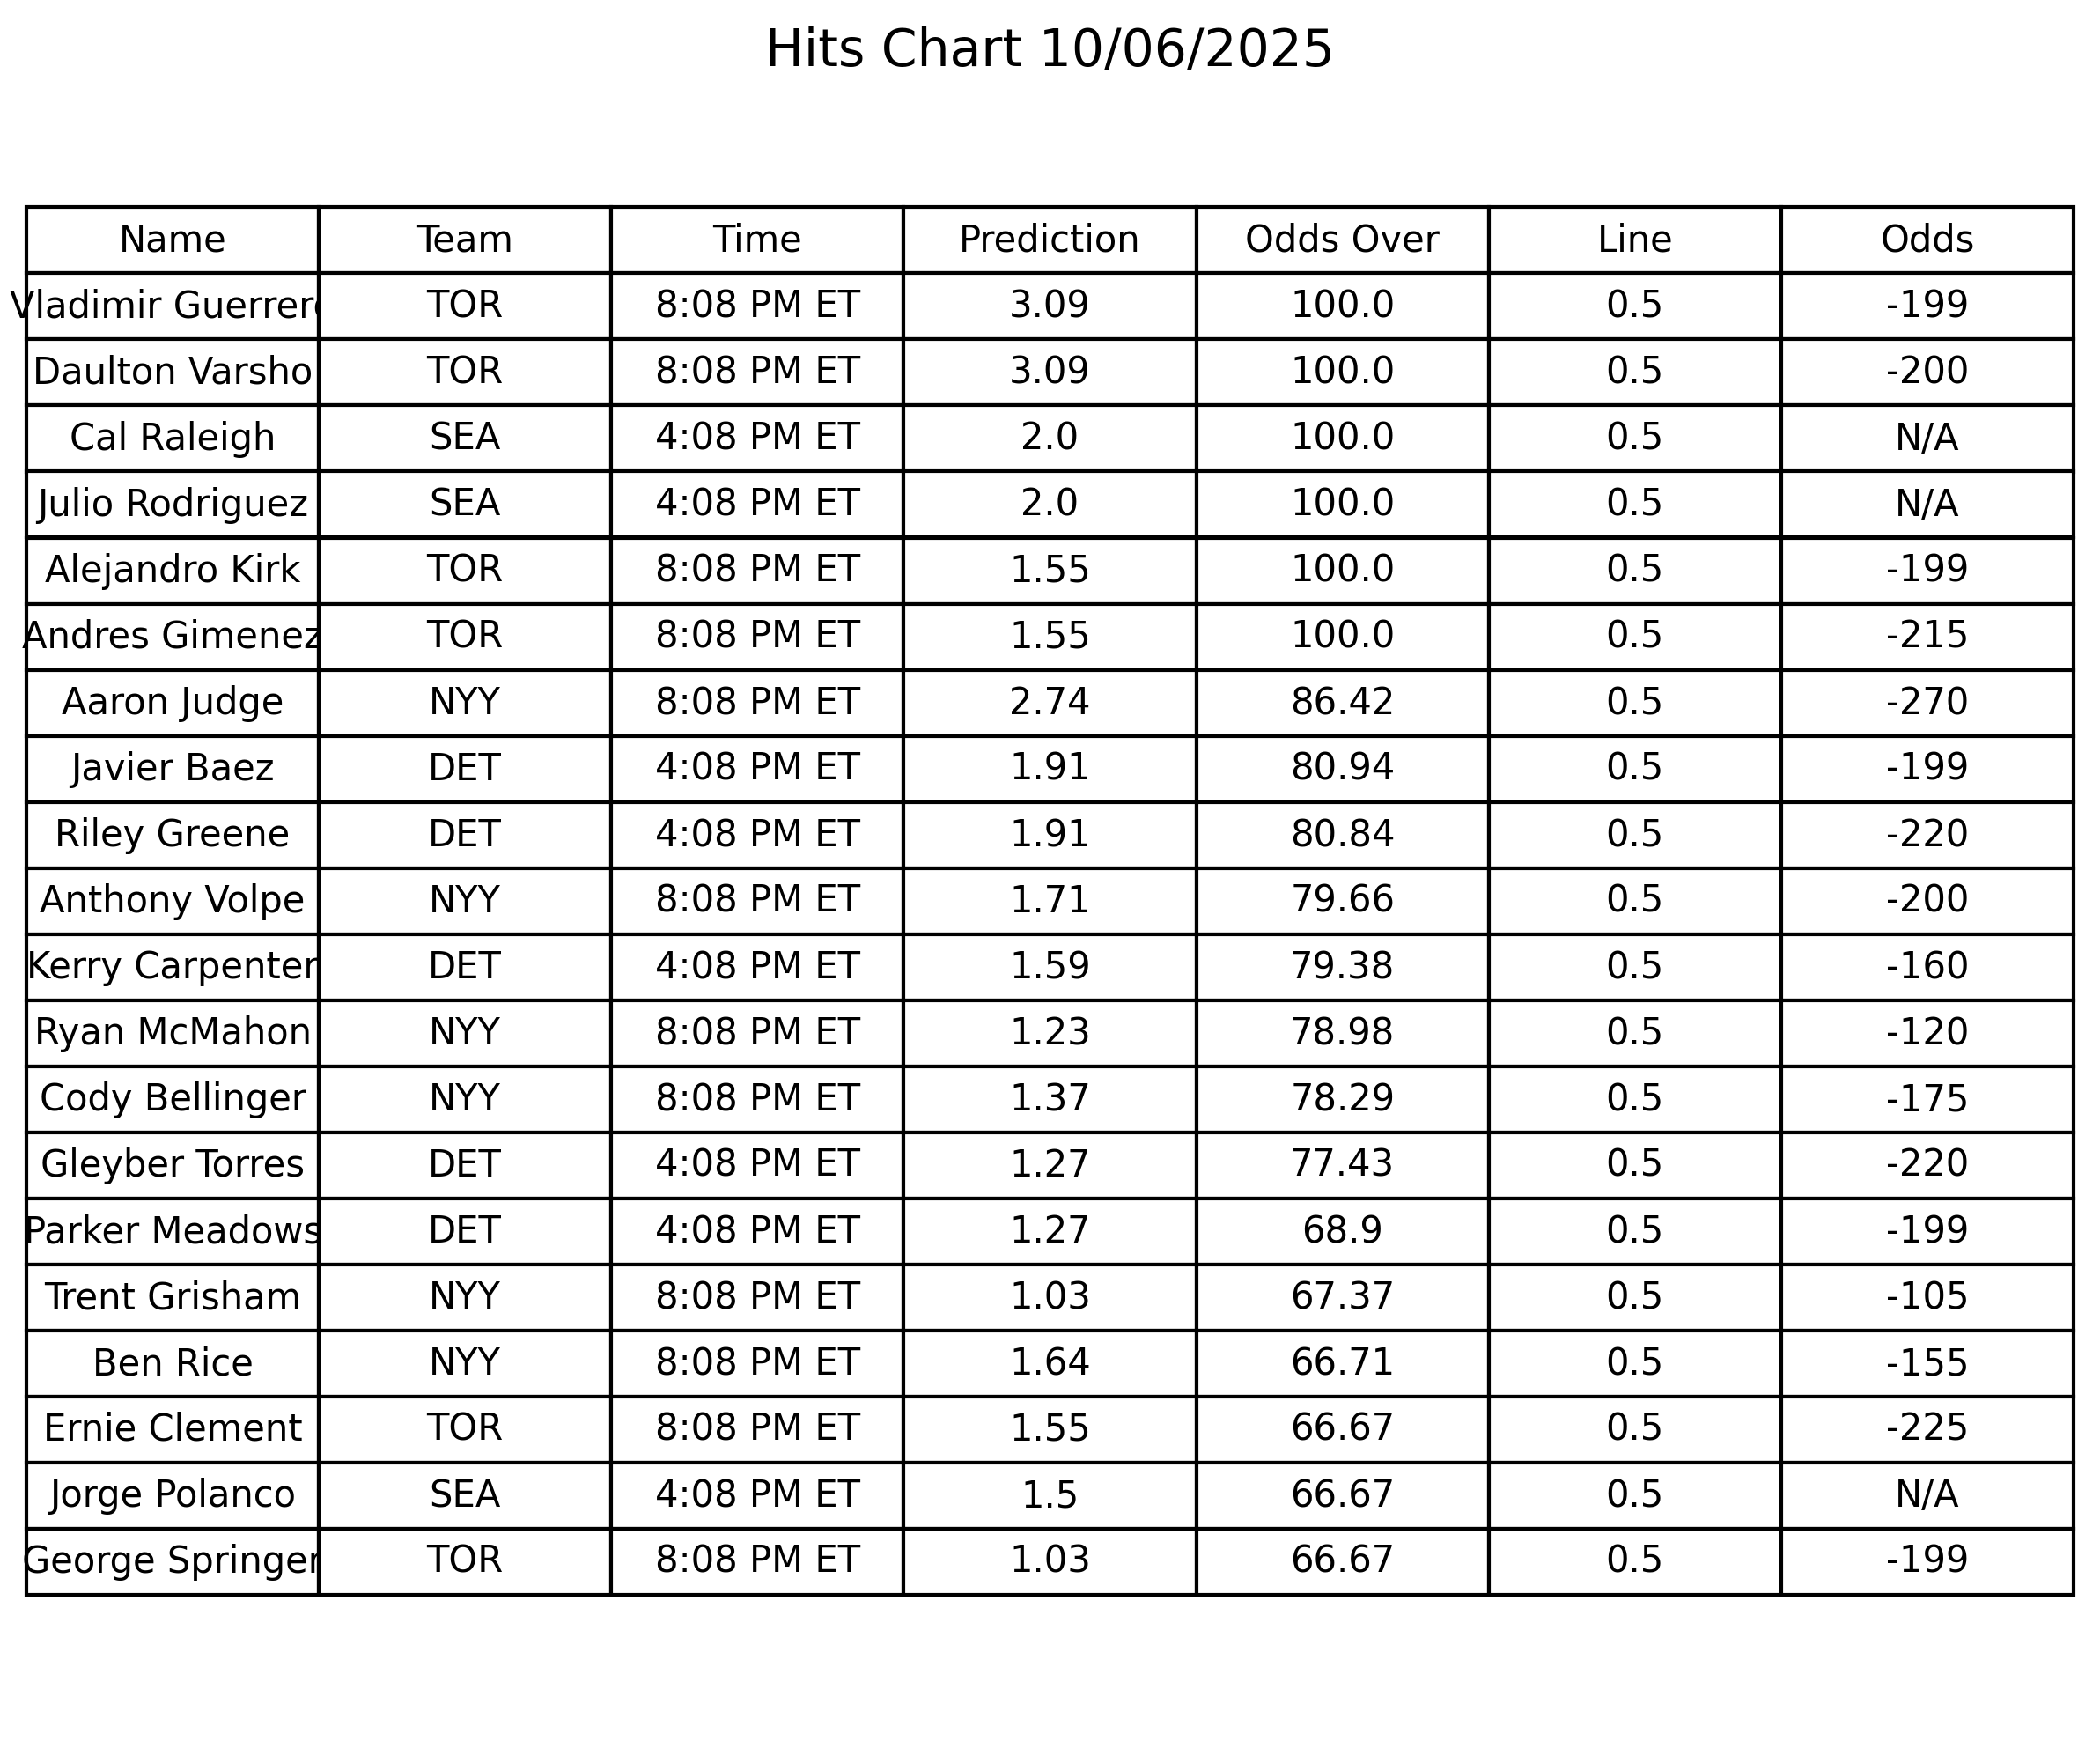 Hits Chart 10/06/2025
Name Team Time Prediction Odds Over Line Odds
Vladimir Guerrero TOR 8:08 PM ET 3.09 100.0 0.5 -199
Daulton Varsho TOR 8:08 PM ET 3.09 100.0 0.5 -200
Cal Raleigh SEA 4:08 PM ET 2.0 100.0 0.5 N/A
Julio Rodriguez SEA 4:08 PM ET 2.0 100.0 0.5 N/A
Alejandro Kirk TOR 8:08 PM ET 1.55 100.0 0.5 -199
Andres Gimenez TOR 8:08 PM ET 1.55 100.0 0.5 -215
Aaron Judge NYY 8:08 PM ET 2.74 86.42 0.5 -270
Javier Baez DET 4:08 PM ET 1.91 80.94 0.5 -199
Riley Greene DET 4:08 PM ET 1.91 80.84 0.5 -220
Anthony Volpe NYY 8:08 PM ET 1.71 79.66 0.5 -200
Kerry Carpenter DET 4:08 PM ET 1.59 79.38 0.5 -160
Ryan McMahon NYY 8:08 PM ET 1.23 78.98 0.5 -120
Cody Bellinger NYY 8:08 PM ET 1.37 78.29 0.5 -175
Gleyber Torres DET 4:08 PM ET 1.27 77.43 0.5 -220
Parker Meadows DET 4:08 PM ET 1.27 68.9 0.5 -199
Trent Grisham NYY 8:08 PM ET 1.03 67.37 0.5 -105
Ben Rice NYY 8:08 PM ET 1.64 66.71 0.5 -155
Ernie Clement TOR 8:08 PM ET 1.55 66.67 0.5 -225
Jorge Polanco SEA 4:08 PM ET 1.5 66.67 0.5 N/A
George Springer TOR 8:08 PM ET 1.03 66.67 0.5 -199